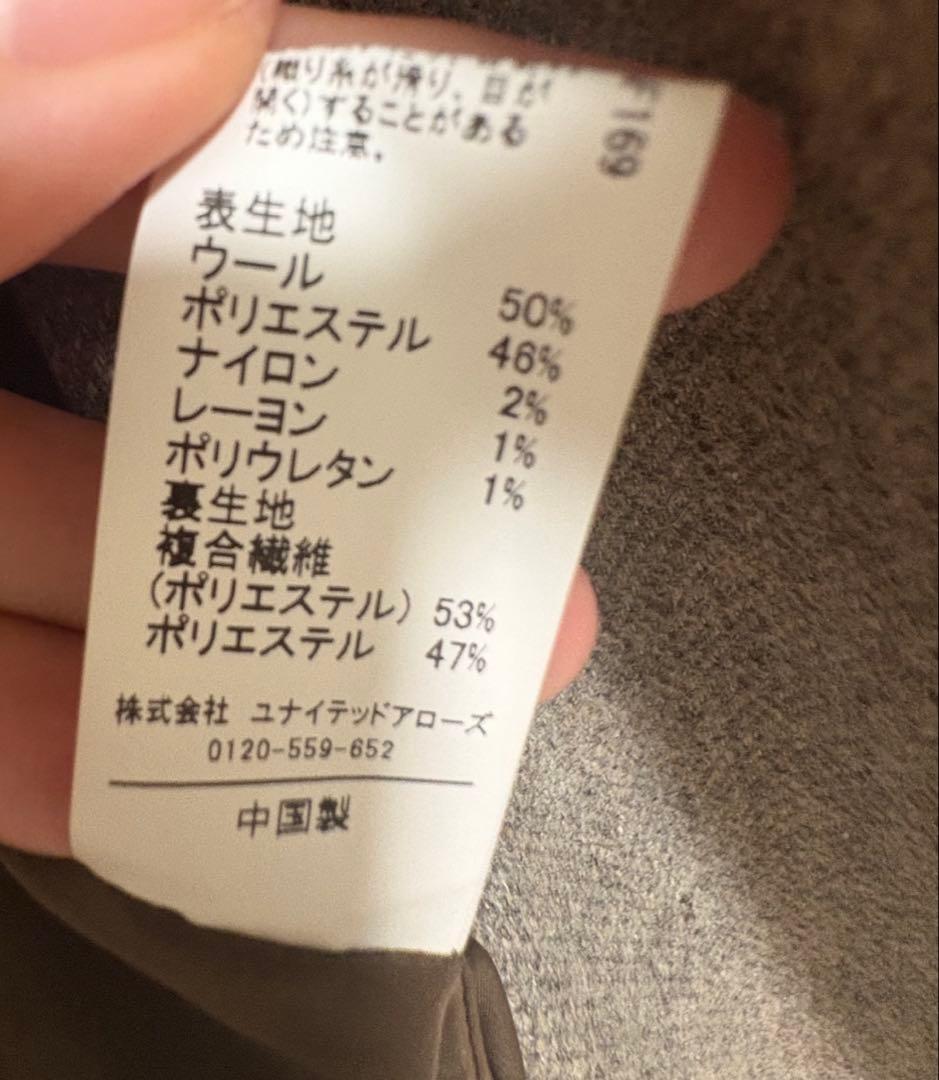 (織り糸が滑り、目が
開く)することがある
ため注意。
169
表生地
ウール 50%
ポリエステル 46%
ナイロン 2%
レーヨン 1%
ポリウレタン 1%
裏生地
複合繊維
(ポリエステル) 53%
ポリエステル 47%
株式会社 ユナイテッドアローズ
0120-559-652
中国製